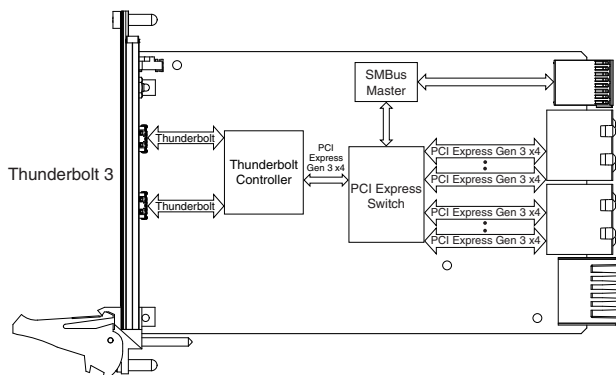 SMBus
Master
Thunderbolt
PCI
Express
Gen 3 x4
PCI Express Gen 3 x4
Thunderbolt 3
Thunderbolt
Controller
PCI Express
Switch
PCI Express Gen 3 x4
Thunderbolt
PCI Express Gen 3 x4
PCI Express Gen 3 x4